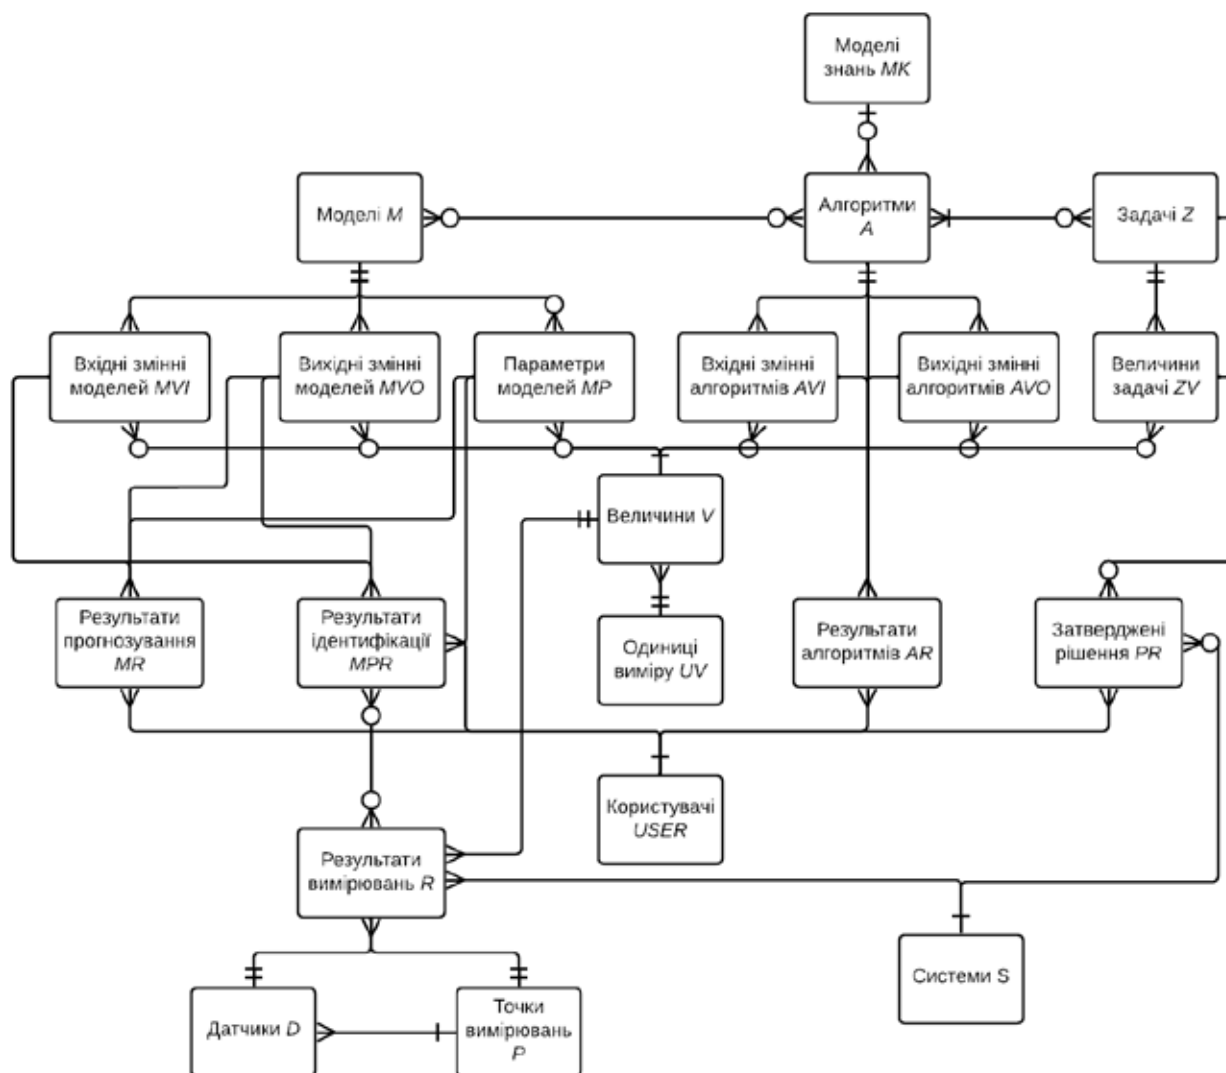 Моделі
знань MK
Моделі M
Алгоритми
A
Задачі Z
Вхідні змінні
моделей MVI
Вихідні змінні
моделей MVO
Параметри
моделей MP
Вхідні змінні
алгоритмів AVI
Вихідні змінні
алгоритмів AVO
Величини
задачі ZV
Величини V
Результати
прогнозування
MR
Результати
ідентифікації
MPR
Одиниці
виміру UV
Результати
алгоритмів AR
Затверджені
рішення PR
Користувачі
USER
Результати
вимірювань R
Системи S
Датчики D
Точки
вимірювань
P